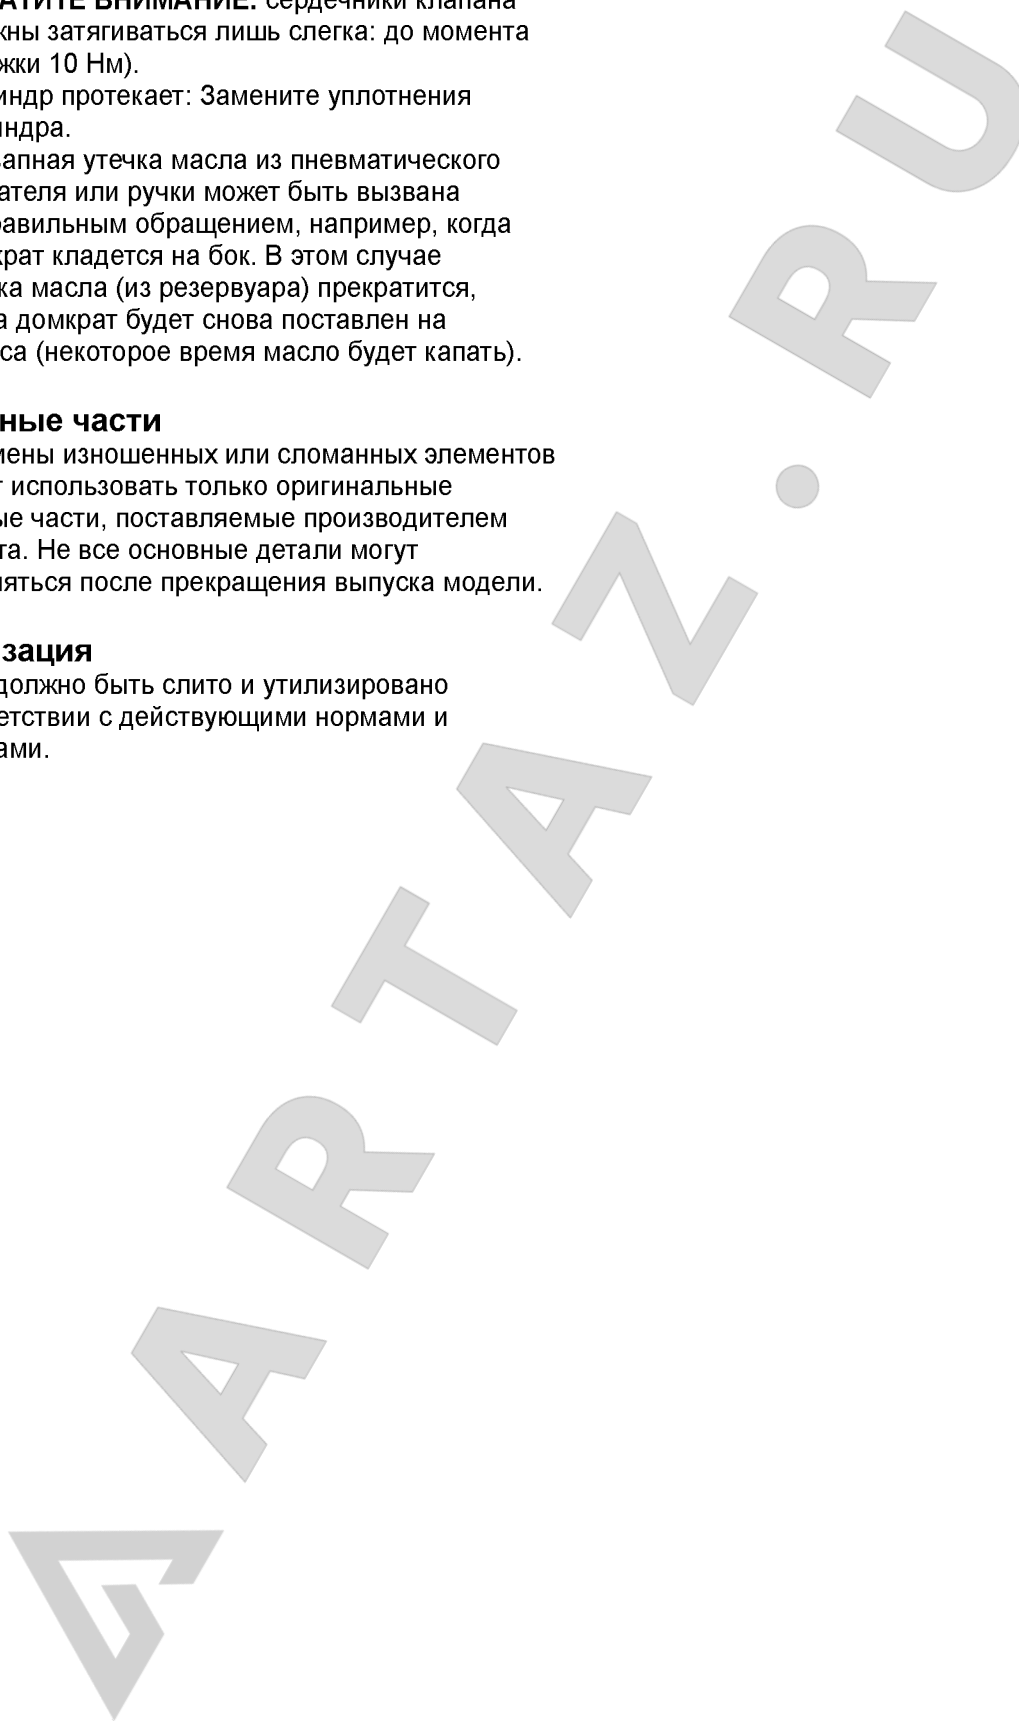 АТИТЕ ВНИМАНИЕ: сердечники клапана
жны затягиваться лишь слегка: до момента
жки 10 Нм).
индр протекает: Замените уплотнения
индра.
апная утечка масла из пневматического
ателя или ручки может быть вызвана
равильным обращением, например, когда
крат кладется на бок. В этом случае
ка масла (из резервуара) прекратится,
а домкрат будет снова поставлен на
са (некоторое время масло будет капать).
ные части
мены изношенных или сломанных элементов
т использовать только оригинальные
ые части, поставляемые производителем
та. Не все основные детали могут
няться после прекращения выпуска модели.
зация
должно быть слито и утилизировано
етствии с действующими нормами и
ами.
ARTAZ.RU